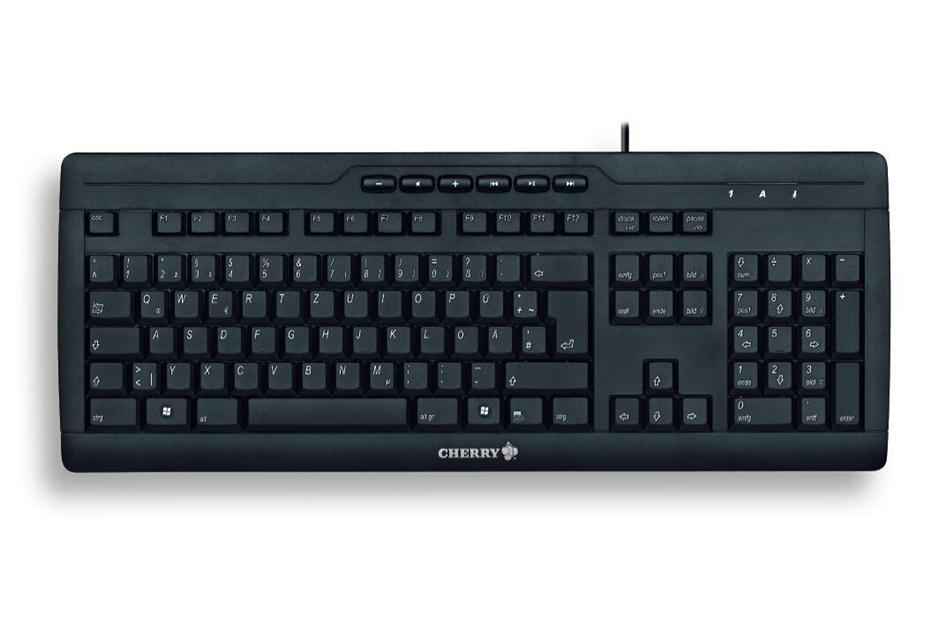 1 A
esc F1 F2 F3 F4 F5 F6 F7 F8 F9 F10 F11 F12 druck rollen pause
° ^ ! 1 " 2 ² § 3 ³ $ 4 % 5 & 6 / 7 { ( 8 [ ) 9 ] = 0 } ? ß \ einfg pos1 bild num ÷ x −
Q W E € R T Z U I O P Ü * + ~ entf ende bild 7 pos1 8 9 bild +
A S D F G H J K L Ö Ä ' # 4 5 6
> < | Y X C V B N M µ ; , : . _ - 1 ende 2 3 bild
strg alt alt gr strg 0 einfg , entf enter
CHERRY